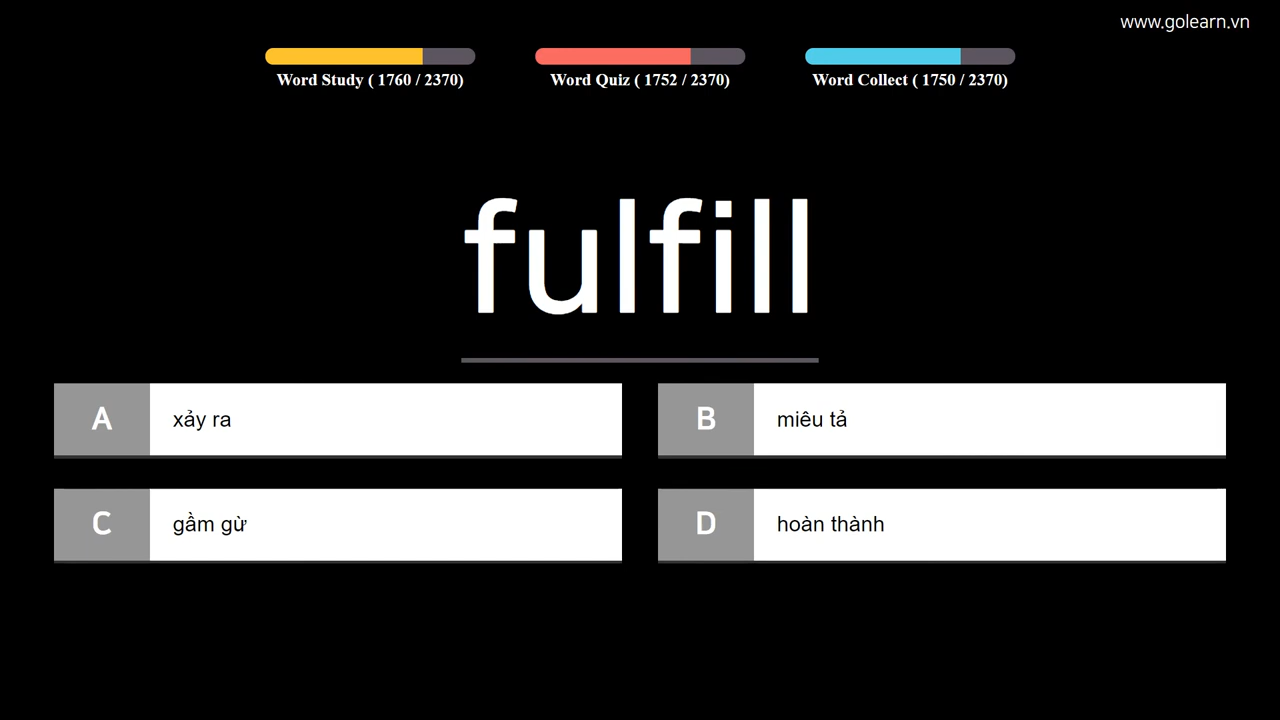 www.golearn.vn
Word Study ( 1760 / 2370)
Word Quiz ( 1752 / 2370)
Word Collect ( 1750 / 2370)
fulfill
A xảy ra
B miêu tả
C gầm gừ
D hoàn thành